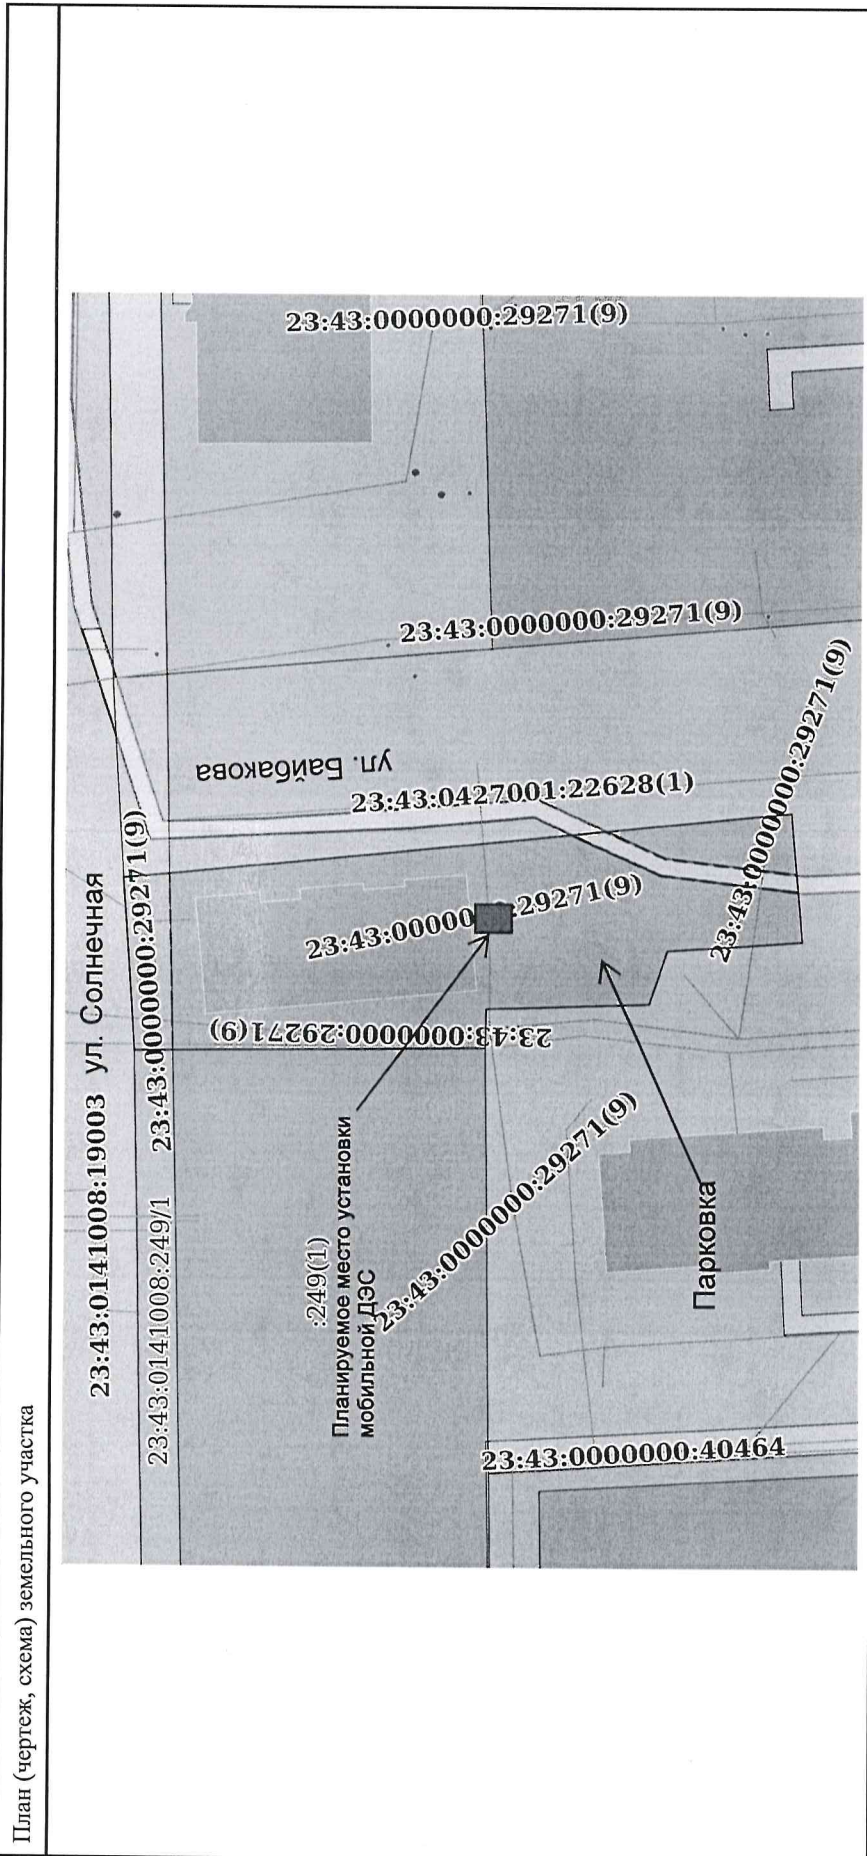 План (чертеж, схема) земельного участка
23:43:0141008:19003 ул. Солнечная
23:43:0141008:249/1
23:43:0000000:29271(9)
ул. Байбакова
23:43:0000000:29271(9)
23:43:0000000:29271(9)
23:43:0427001:22628(1)
23:43:00000
:29271(9)
23:43:0000000:29271(9)
23:43:0000000:29271(9)
:249(1)
Планируемое место установки
мобильной ДЭС
23:43:0000000:29271(9)
Парковка
23:43:0000000:40464